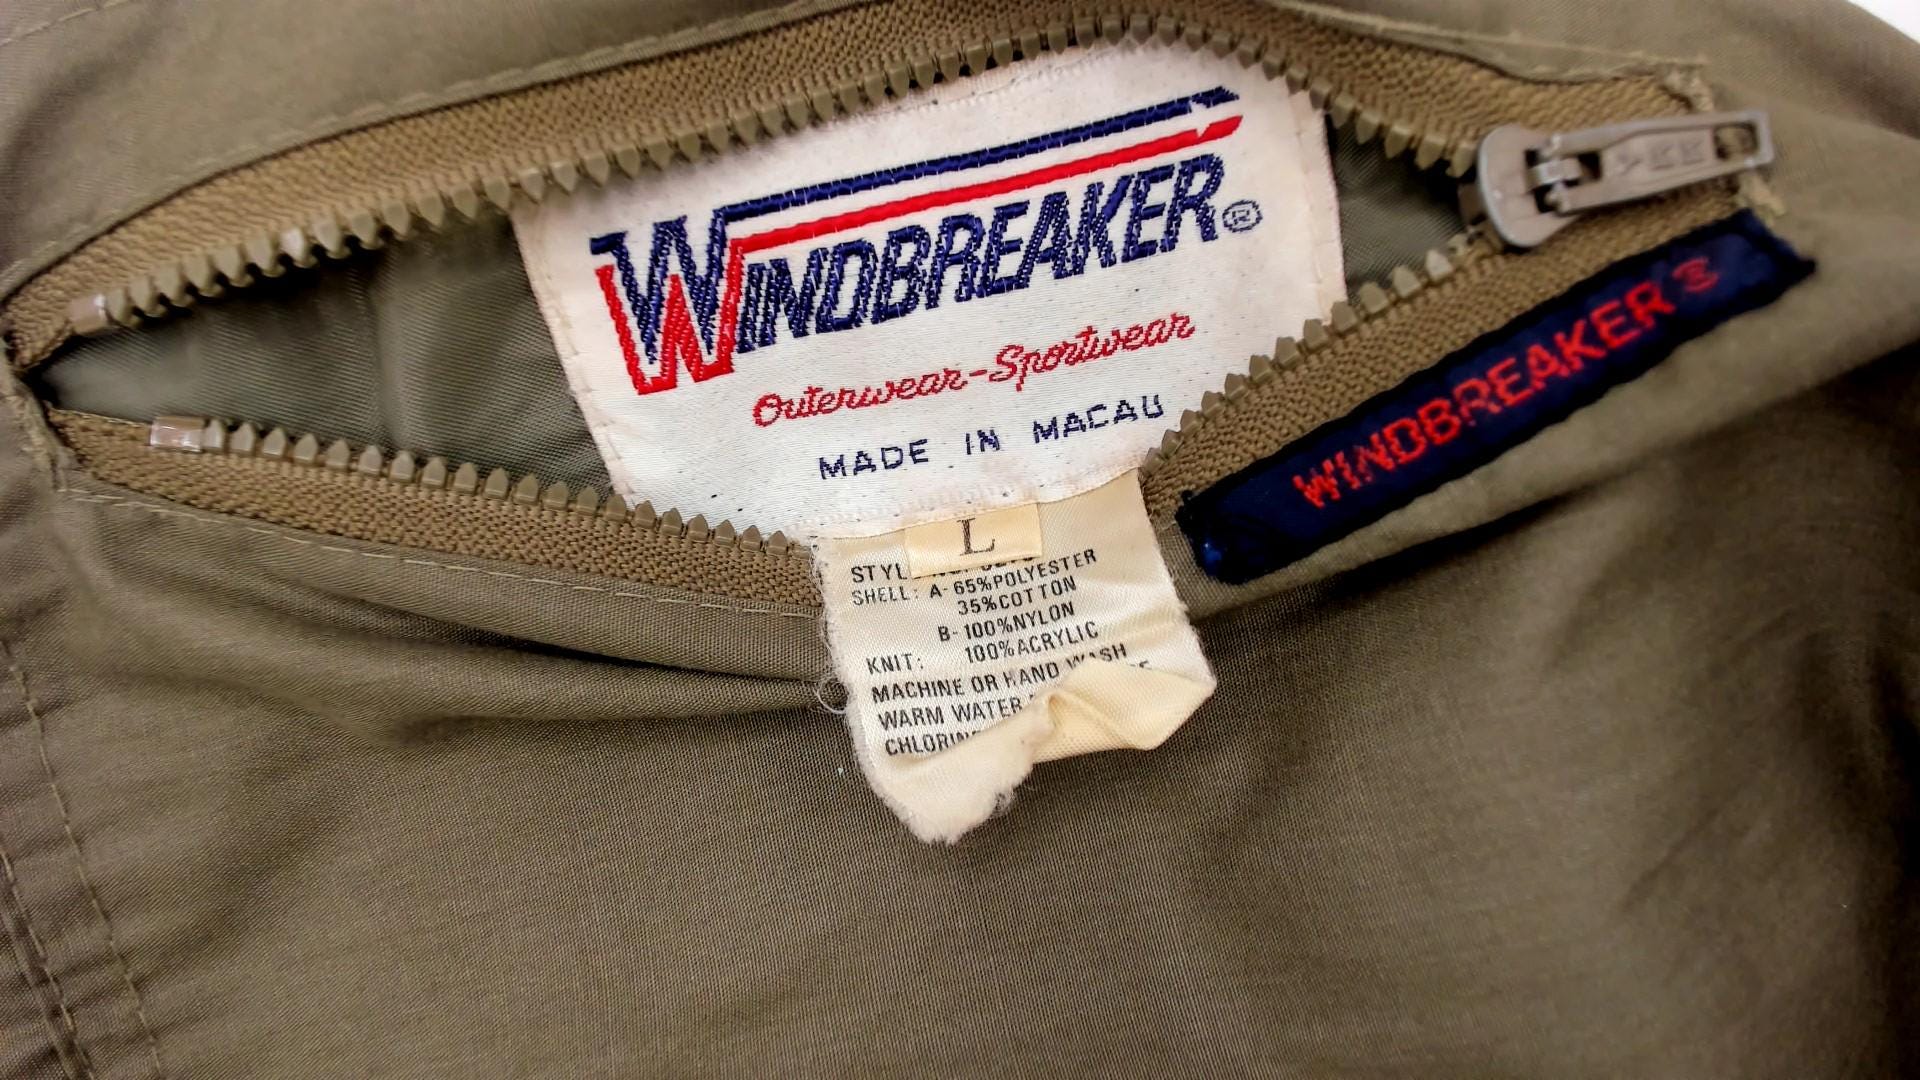 YKK
WINDBREAKER®
Outerwear-Sportwear
MADE IN MACAU
WINDBREAKER®
L
SHELL: A-65%POLYESTER
35%COTTON
B-100%NYLON
KNIT: 100%ACRYLIC
MACHINE OR HAND WASH
WARM WATER